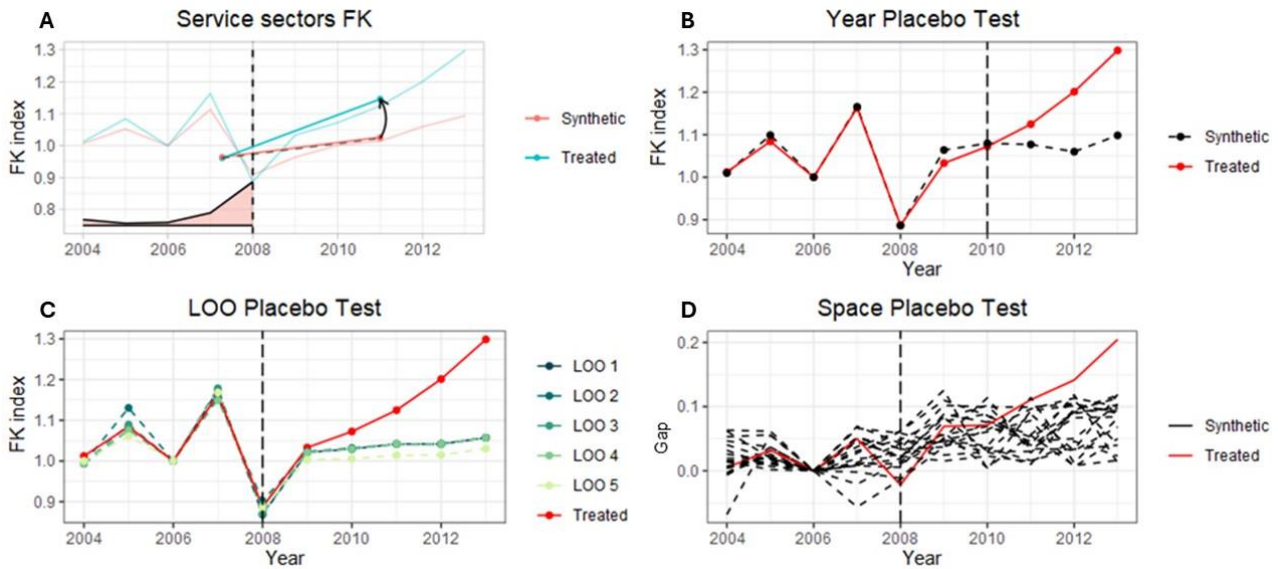 A
Service sectors FK
FK index
1.3
1.2
1.1
1.0
0.9
0.8
2004 2006 2008 2010 2012
Synthetic
Treated
B
Year Placebo Test
FK index
1.3
1.2
1.1
1.0
0.9
2004 2006 2008 2010 2012
Year
Synthetic
Treated
C
LOO Placebo Test
FK index
1.3
1.2
1.1
1.0
0.9
2004 2006 2008 2010 2012
Year
LOO 1
LOO 2
LOO 3
LOO 4
LOO 5
Treated
D
Space Placebo Test
Gap
0.2
0.1
0.0
2004 2006 2008 2010 2012
Year
Synthetic
Treated